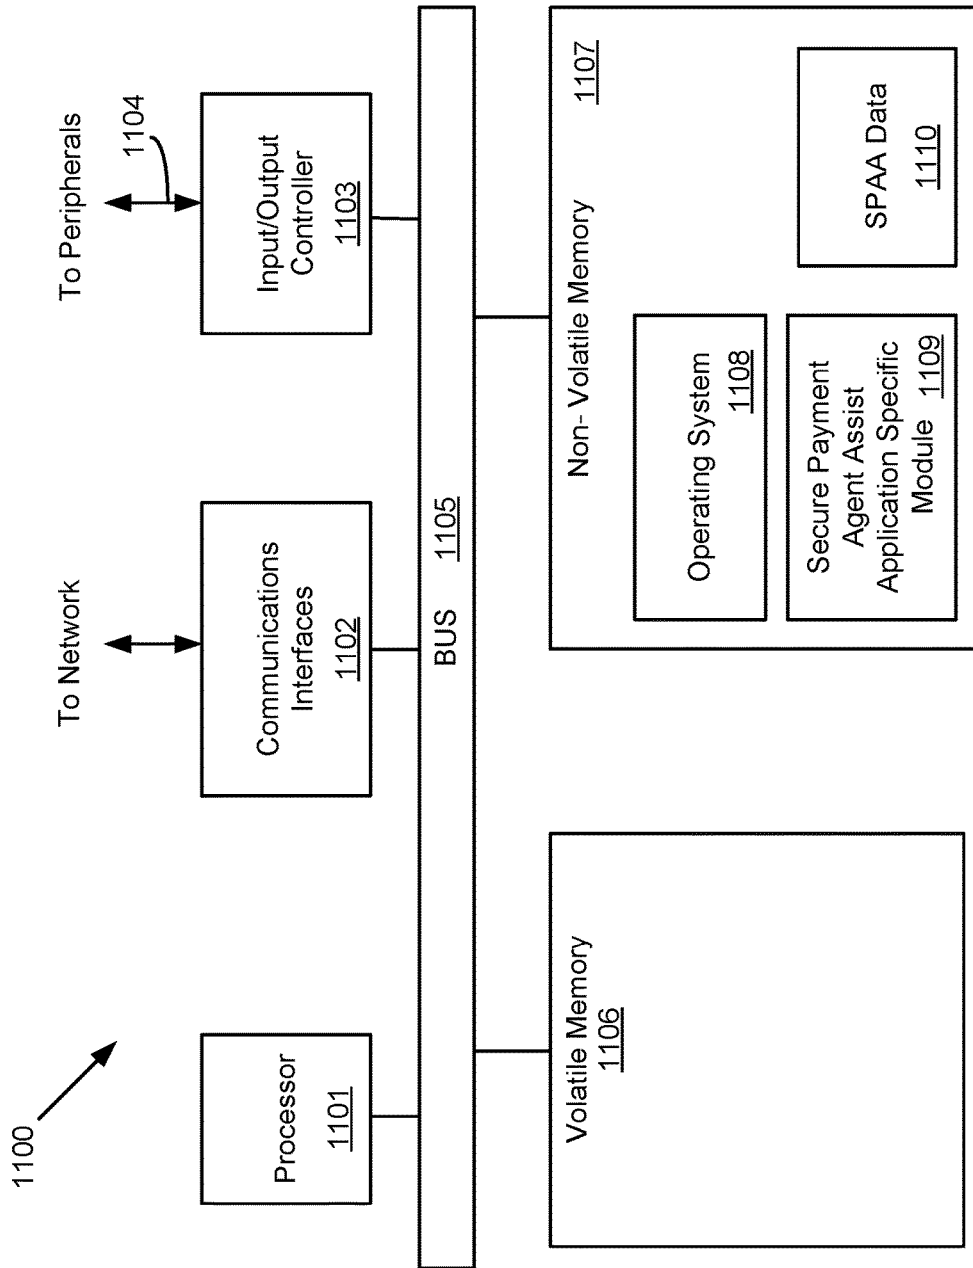 1100
To Network
To Peripherals
1104
Processor
1101
Communications
Interfaces
1102
Input/Output
Controller
1103
BUS 1105
Volatile Memory
1106
Non- Volatile Memory
1107
Operating System
1108
Secure Payment
Agent Assist
Application Specific
Module 1109
SPAA Data
1110